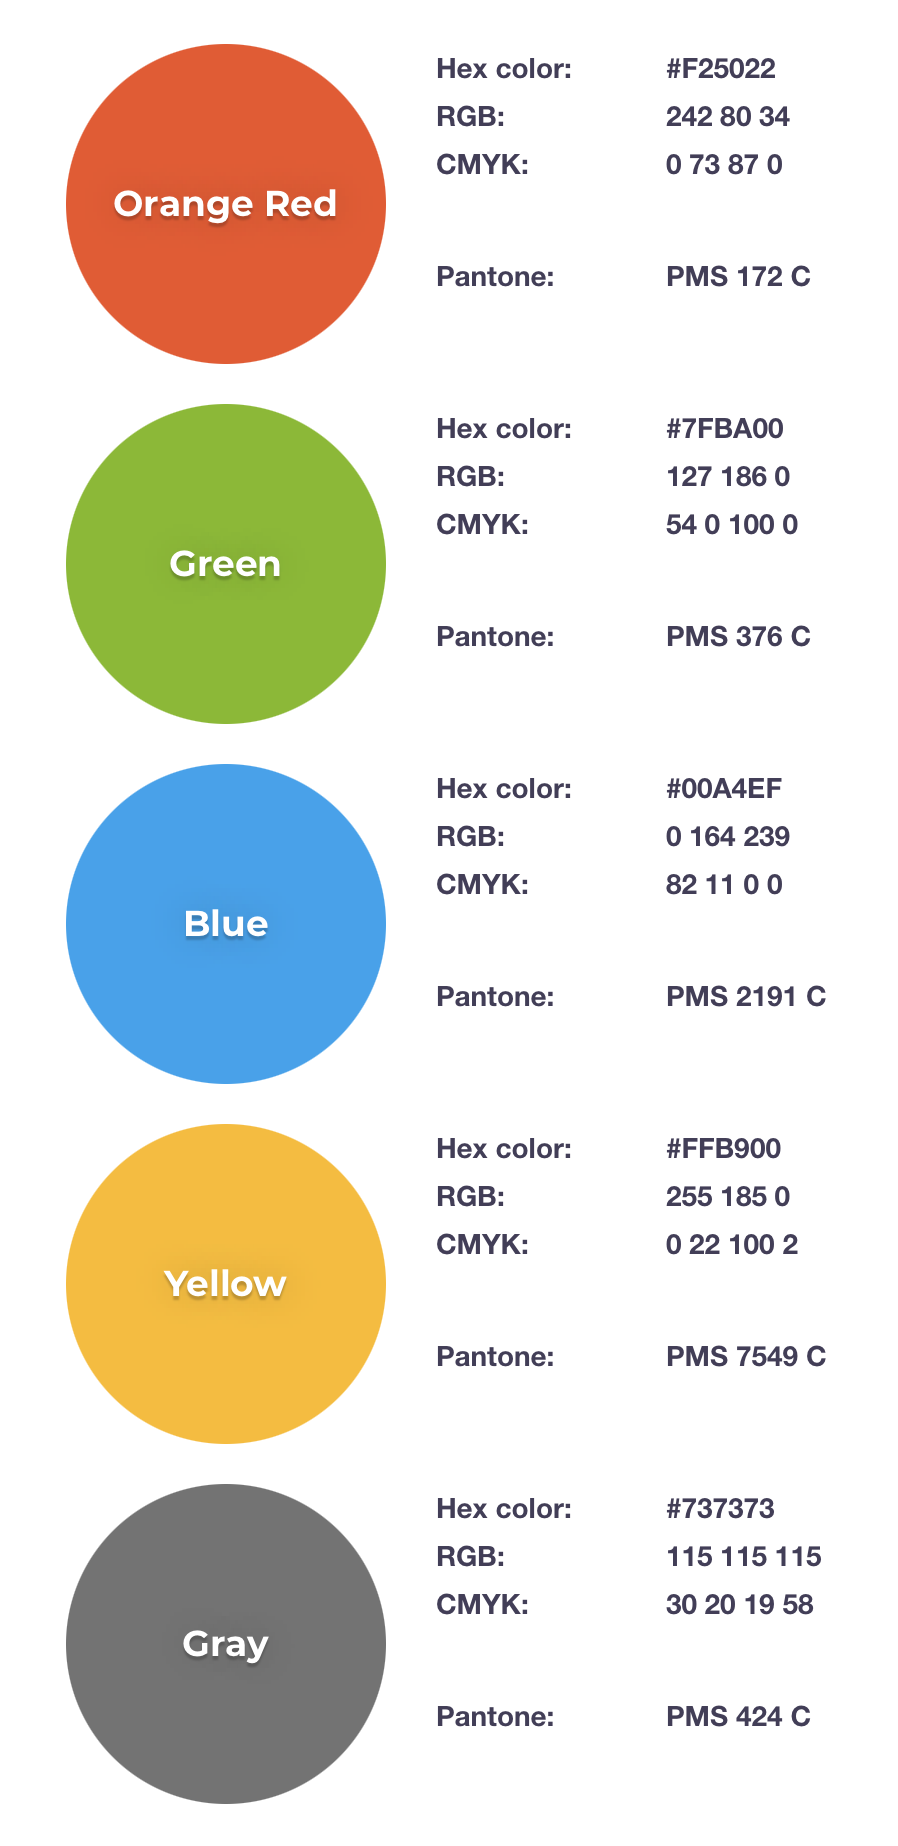 Orange Red
Hex color: #F25022
RGB: 242 80 34
CMYK: 0 73 87 0
Pantone: PMS 172 C
Green
Hex color: #7FBA00
RGB: 127 186 0
CMYK: 54 0 100 0
Pantone: PMS 376 C
Blue
Hex color: #00A4EF
RGB: 0 164 239
CMYK: 82 11 0 0
Pantone: PMS 2191 C
Yellow
Hex color: #FFB900
RGB: 255 185 0
CMYK: 0 22 100 2
Pantone: PMS 7549 C
Gray
Hex color: #737373
RGB: 115 115 115
CMYK: 30 20 19 58
Pantone: PMS 424 C